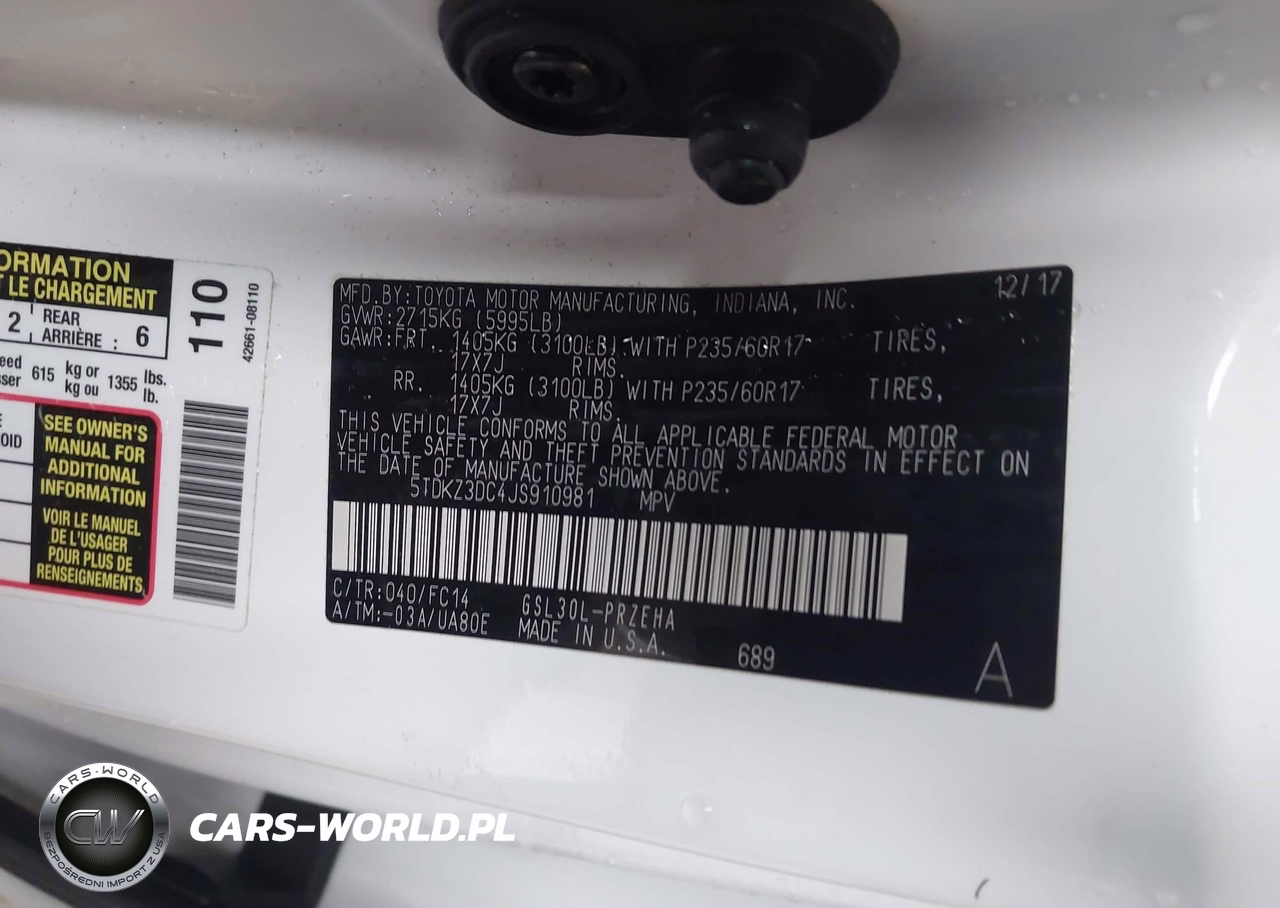 ORMATION
T LE CHARGEMENT
2 REAR ARRIÈRE : 6
615 kg or kg ou 1355 lbs. lb.
SEE OWNER'S
MANUAL FOR
ADDITIONAL
INFORMATION
VOIR LE MANUEL
DE L'USAGER
POUR PLUS DE
RENSEIGNEMENTS
110
42661-08110
12/17
MFD.BY:TOYOTA MOTOR MANUFACTURING, INDIANA, INC.
GVWR:2715KG (5995LB)
GAWR:FRT. 1405KG (3100LB) WITH P235/60R17 TIRES,
17X7J RIMS.
RR. 1405KG (3100LB) WITH P235/60R17 TIRES,
17X7J RIMS.
THIS VEHICLE CONFORMS TO ALL APPLICABLE FEDERAL MOTOR
VEHICLE SAFETY AND THEFT PREVENTION STANDARDS IN EFFECT ON
THE DATE OF MANUFACTURE SHOWN ABOVE.
5TDKZ3DC4JS910981 MPV
C/TR:040/FC14 GSL30L-PRZEHA
A/TM:-03A/UA80E MADE IN U.S.A.
689
A
CARS-WORLD
CW
BEZPOŚREDNI IMPORT Z USA
CARS-WORLD.PL